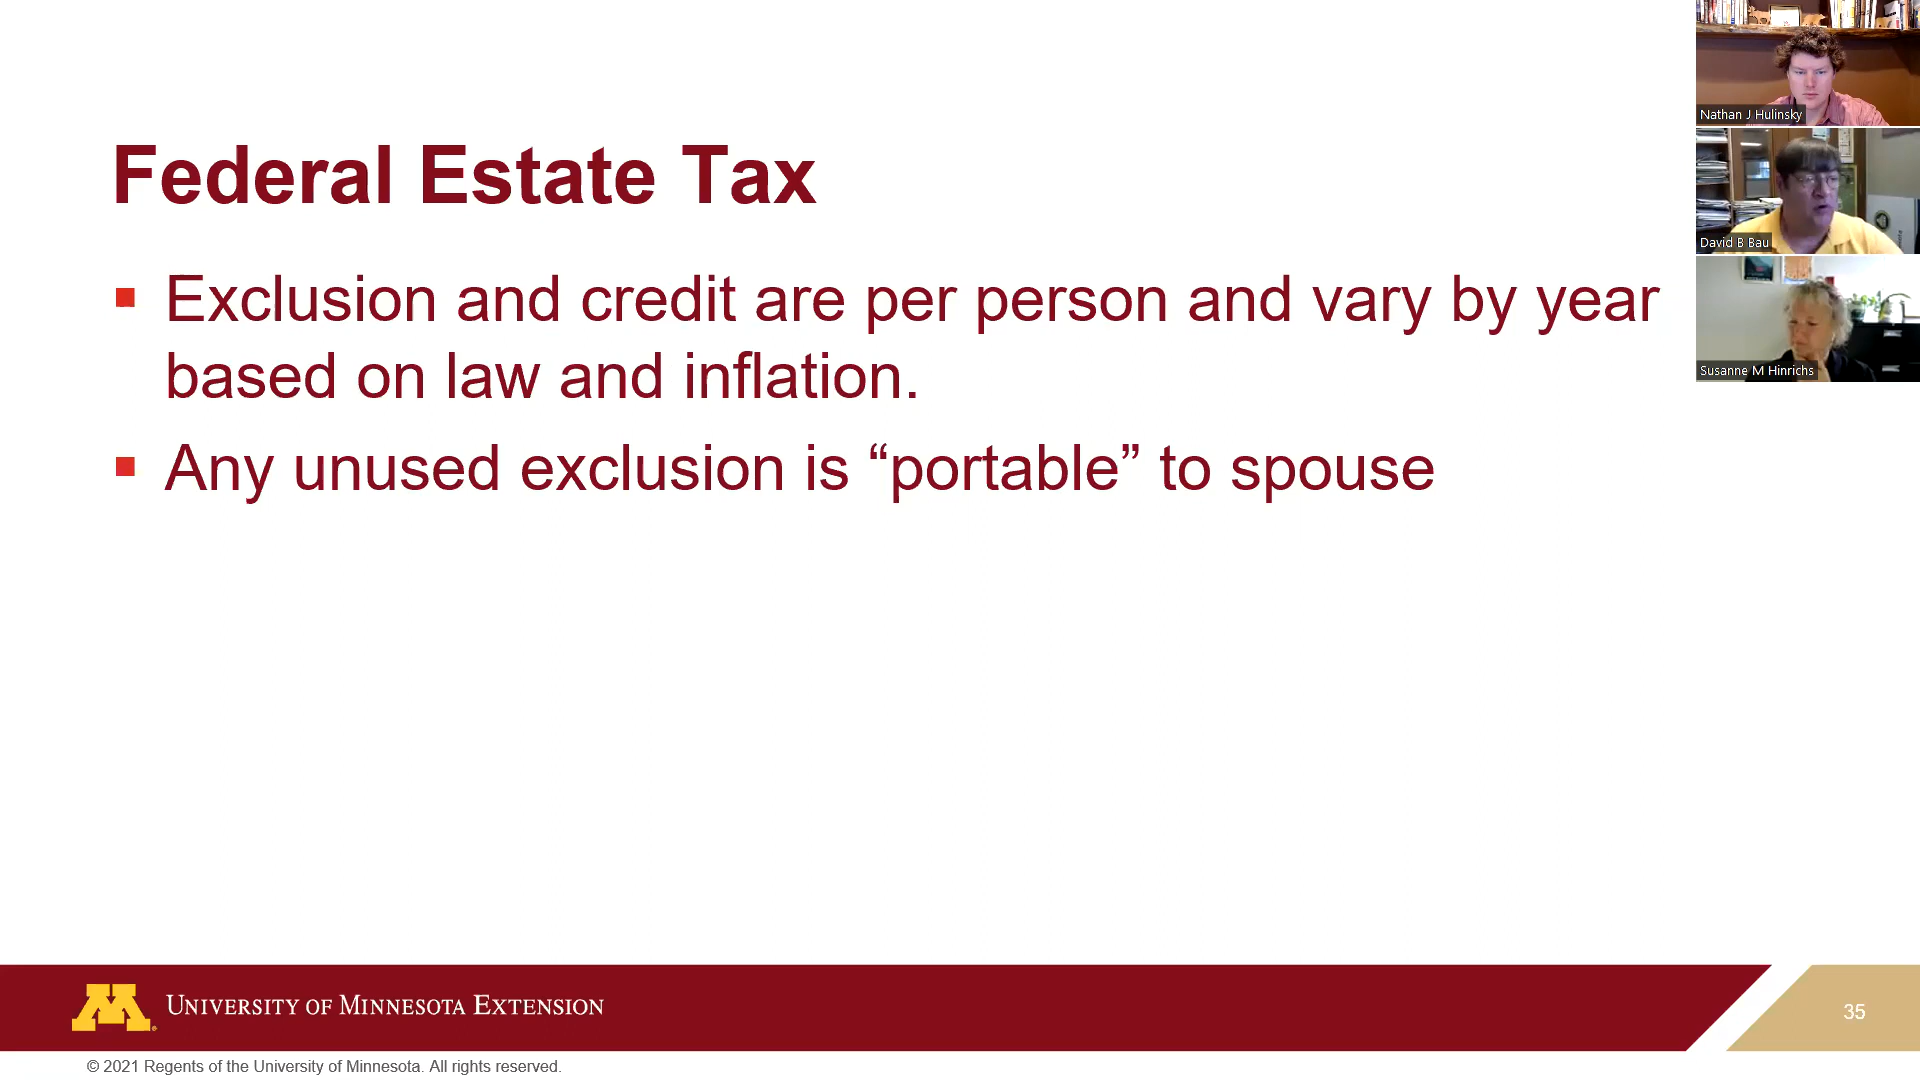 Federal Estate Tax
▪ Exclusion and credit are per person and vary by year
based on law and inflation.
▪ Any unused exclusion is “portable” to spouse
Nathan J Hulinsky
David B Bau
Susanne M Hinrichs
M
UNIVERSITY OF MINNESOTA EXTENSION
35
© 2021 Regents of the University of Minnesota. All rights reserved.